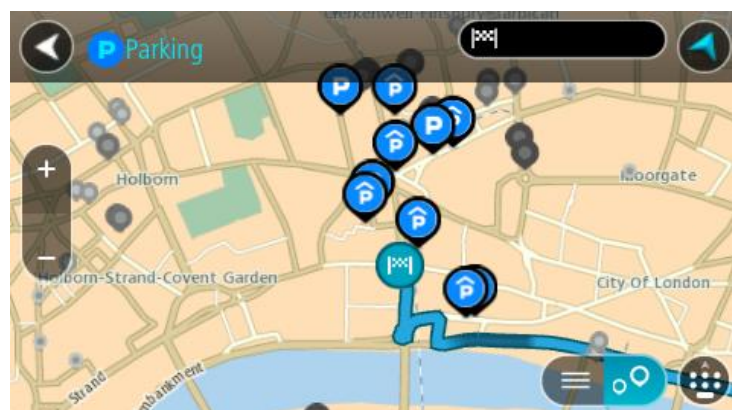 Parking
Holborn
Moorgate
Holborn-Strand-Covent Garden
City Of London
Strand